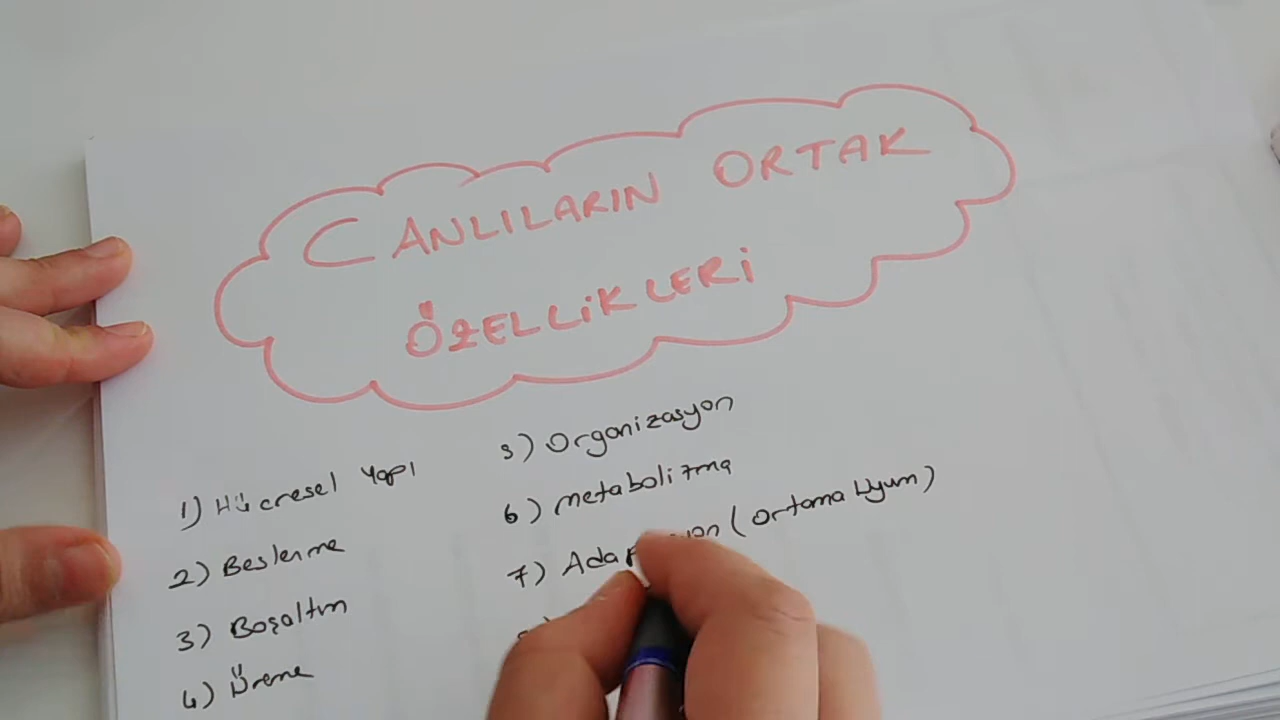 CANLILARIN ORTAK
ÖZELLİKLERİ
1) Hücresel Yapı
2) Beslenme
3) Boşaltım
4) Üreme
5) Organizasyon
6) Metabolizma
7) (Ortama Uyum)